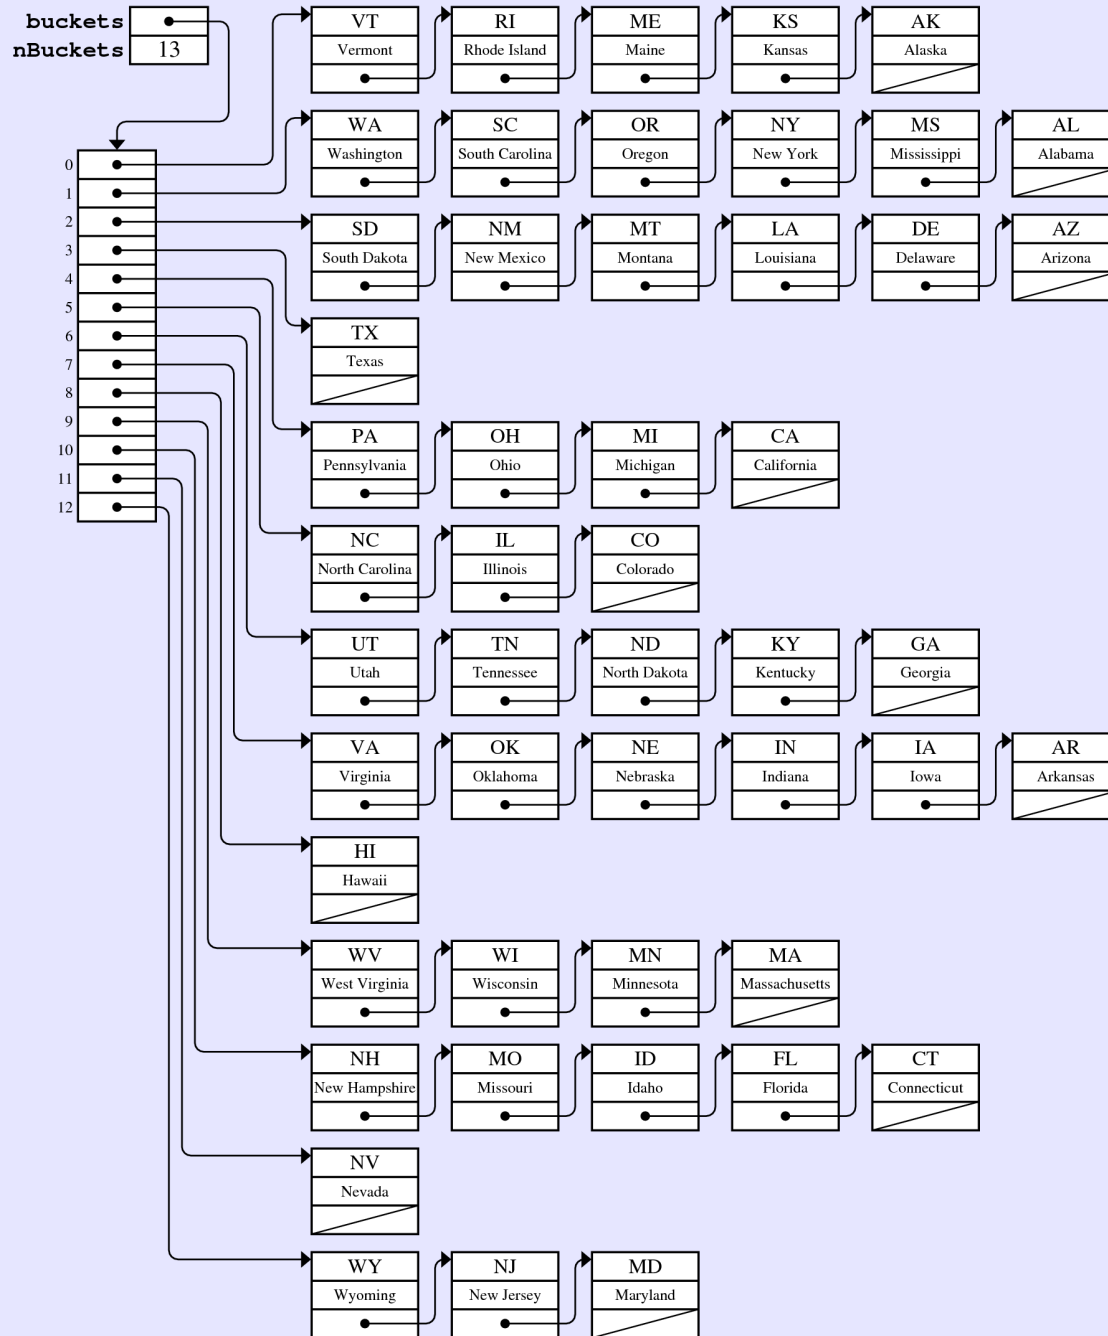 buckets
nBuckets 13
VT RI ME KS AK
Vermont Rhode Island Maine Kansas Alaska
WA SC OR NY MS AL
Washington South Carolina Oregon New York Mississippi Alabama
0
1
2
3
4
5
6
7
8
9
10
11
12
SD NM MT LA DE AZ
South Dakota New Mexico Montana Louisiana Delaware Arizona
TX
Texas
PA OH MI CA
Pennsylvania Ohio Michigan California
NC IL CO
North Carolina Illinois Colorado
UT TN ND KY GA
Utah Tennessee North Dakota Kentucky Georgia
VA OK NE IN IA AR
Virginia Oklahoma Nebraska Indiana Iowa Arkansas
HI
Hawaii
WV WI MN MA
West Virginia Wisconsin Minnesota Massachusetts
NH MO ID FL CT
New Hampshire Missouri Idaho Florida Connecticut
NV
Nevada
WY NJ MD
Wyoming New Jersey Maryland